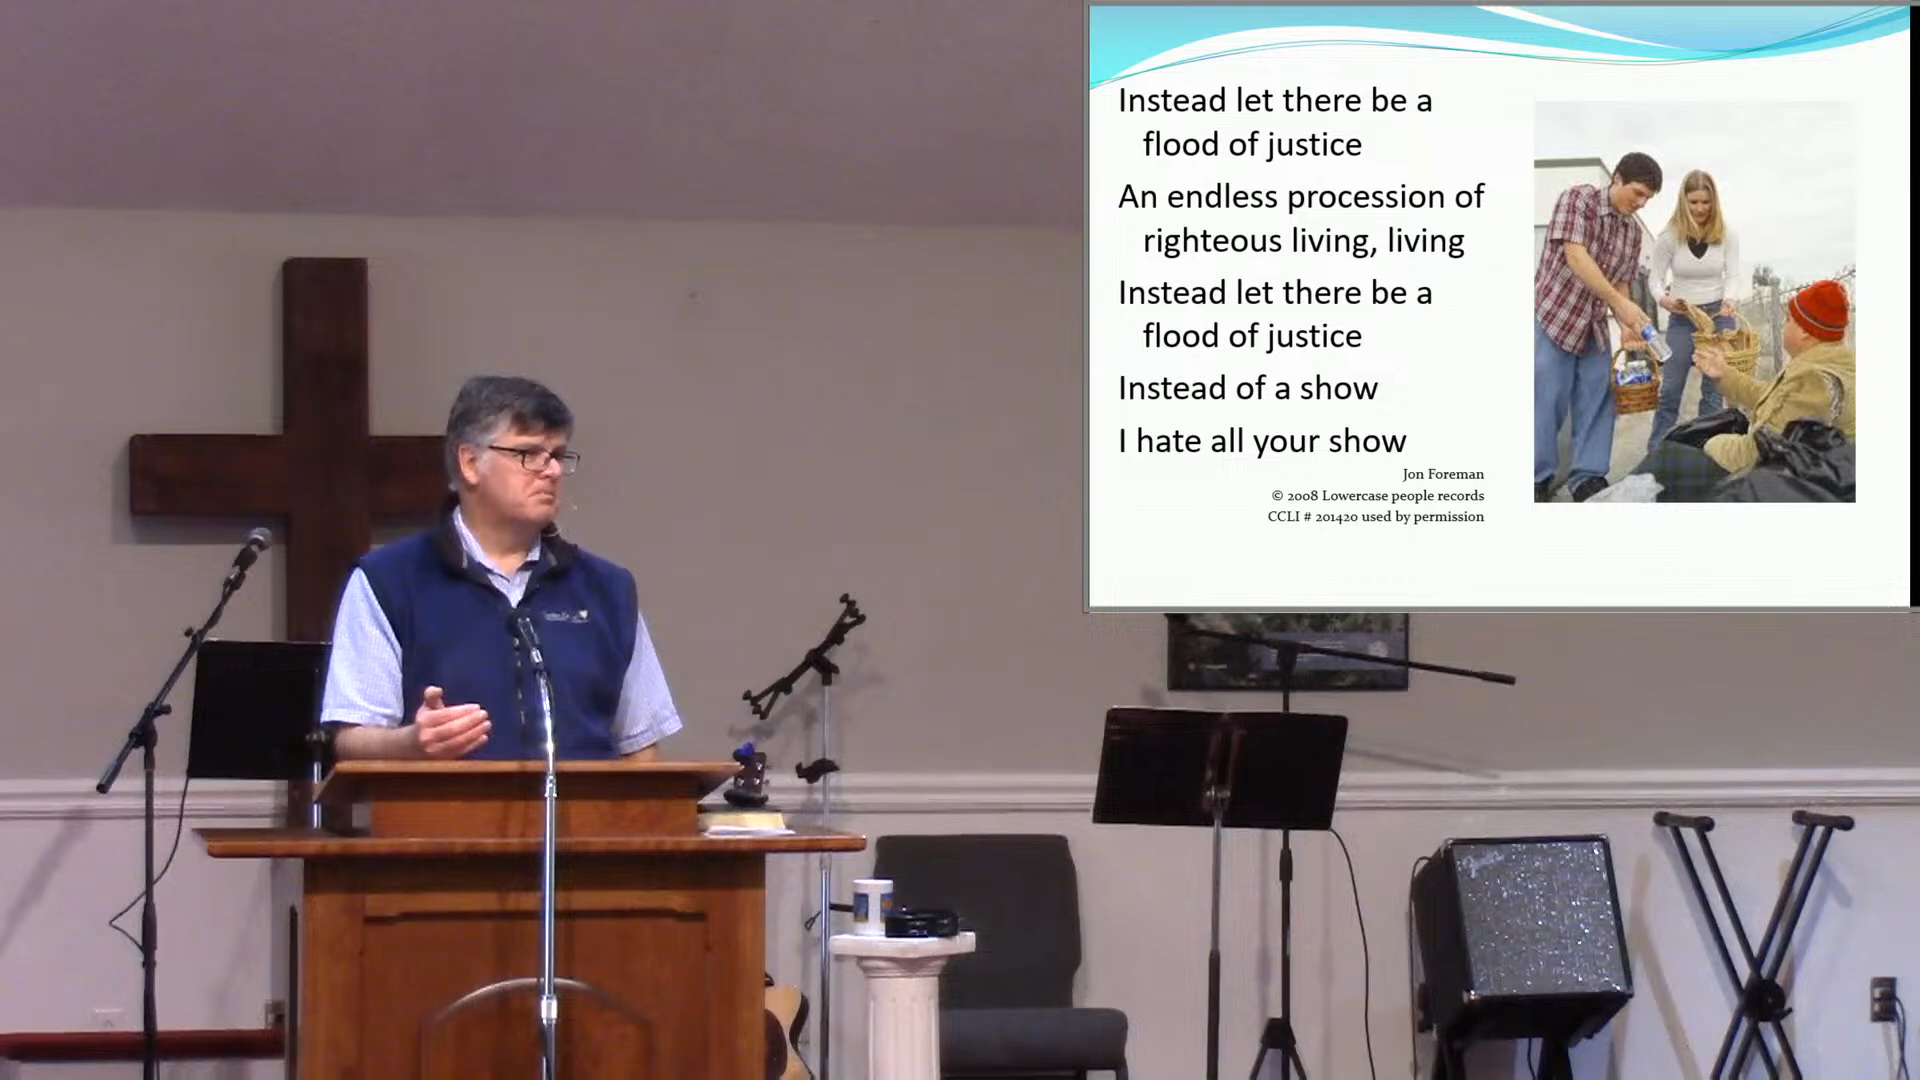 Instead let there be a
flood of justice
An endless procession of
righteous living, living
Instead let there be a
flood of justice
Instead of a show
I hate all your show
Jon Foreman
© 2008 Lowercase people records
CCLI # 201420 used by permission